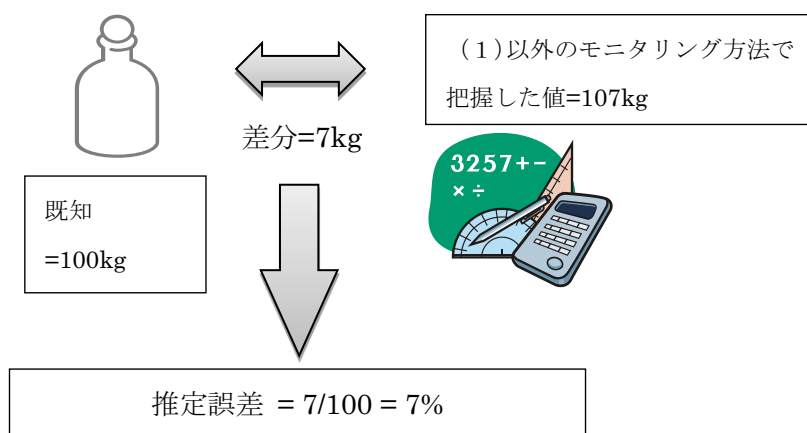 （１）以外のモニタリング方法で
把握した値=107kg
差分=7kg
3257+−
×÷
既知
=100kg
推定誤差 = 7/100 = 7%